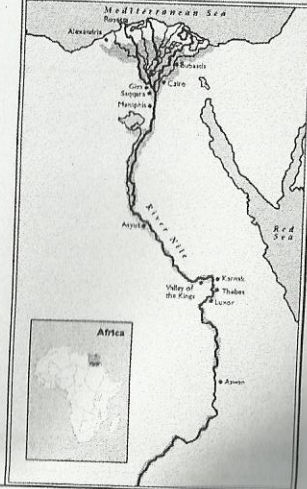 Mediterranean Sea
Rosetta
Alexandria
Bubastis
Giza
Cairo
Saqqara
Memphis
River Nile
Asyut
Red
Sea
Karnak
Valley of
the Kings
Thebes
Luxor
Aswan
Africa